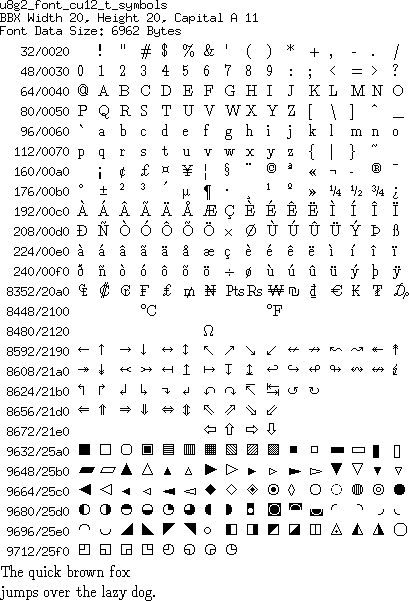 u8g2_font_cu12_t_symbols
BBX Width 20, Height 20, Capital A 11
Font Data Size: 6962 Bytes
32/0020 ! " # $ % & ' ( ) * + , - . /
48/0030 0 1 2 3 4 5 6 7 8 9 : ; < = > ?
64/0040 @ A B C D E F G H I J K L M N O
80/0050 P Q R S T U V W X Y Z [ \ ] ^ _
96/0060 ` a b c d e f g h i j k l m n o
112/0070 p q r s t u v w x y z { | } ~
160/00a0 ¡ ¢ £ ¤ ¥ ¦ § ¨ © ª « ¬ - ® ¯
176/00b0 ° ± ² ³ ´ µ ¶ · ¸ ¹ º » ¼ ½ ¾ ¿
192/00c0 À Á Â Ã Ä Å Æ Ç È É Ê Ë Ì Í Î Ï
208/00d0 Ð Ñ Ò Ó Ô Õ Ö × Ø Ù Ú Û Ü Ý Þ ß
224/00e0 à á â ã ä å æ ç è é ê ë ì í î ï
240/00f0 ð ñ ò ó ô õ ö ÷ ø ù ú û ü ý þ ÿ
8352/20a0 ₠ ₡ ₢ ₣ ₤ ₥ ₦ ₧ ₨ ₩ ₪ ₫ € ₭ ₮ ₯
8448/2100 ℃ ℉
8480/2120 Ω
8592/2190 ← ↑ → ↓ ↔ ↕ ↖ ↗ ↘ ↙ ↚ ↛ ↜ ↝ ↞ ↟
8608/21a0 ↠ ↡ ↢ ↣ ↤ ↥ ↦ ↧ ↨ ↩ ↪ ↫ ↬ ↭ ↮ ↯
8624/21b0 ↰ ↱ ↲ ↳ ↴ ↵ ↶ ↷ ↸ ↹ ↺ ↻
8656/21d0 ⇐ ⇑ ⇒ ⇓ ⇔ ⇕ ⇖ ⇗ ⇘ ⇙
8672/21e0 ⇦ ⇧ ⇨ ⇩
9632/25a0 ■ □ ▢ ▣ ▤ ▥ ▦ ▧ ▨ ▩ ▪ ▫ ▬ ▭ ▮ ▯
9648/25b0 ▰ ▱ ▲ △ ▴ ▵ ▶ ▷ ▸ ▹ ► ▻ ▼ ▽ ▾ ▿
9664/25c0 ◀ ◁ ◂ ◃ ◄ ◅ ◆ ◇ ◈ ◉ ◊ ○ ◌ ◍ ◎ ●
9680/25d0 ◐ ◑ ◒ ◓ ◔ ◕ ◖ ◗ ◘ ◙ ◚ ◛ ◜ ◝ ◞ ◟
9696/25e0 ◠ ◡ ◢ ◣ ◤ ◥ ◦ ◧ ◨ ◩ ◪ ◫ ◬ ◭ ◮ ◯
9712/25f0 ◰ ◱ ◲ ◳ ◴ ◵ ◶ ◷
The quick brown fox
jumps over the lazy dog.